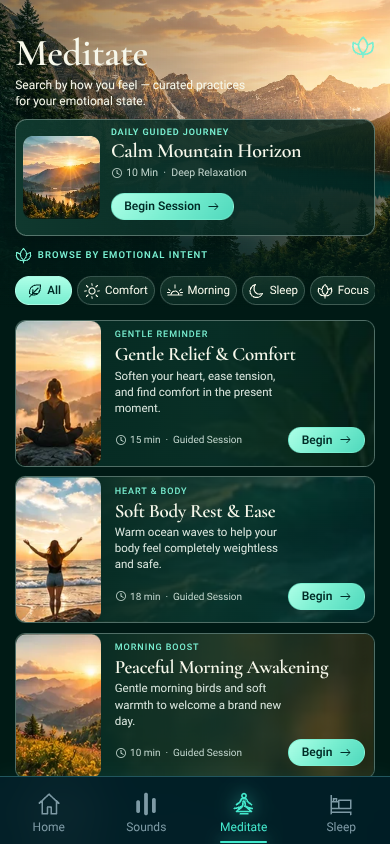 Meditate
Search by how you feel — curated practices
for your emotional state.
DAILY GUIDED JOURNEY
Calm Mountain Horizon
10 Min · Deep Relaxation
Begin Session →
BROWSE BY EMOTIONAL INTENT
All
Comfort
Morning
Sleep
Focus
GENTLE REMINDER
Gentle Relief & Comfort
Soften your heart, ease tension,
and find comfort in the present
moment.
15 min · Guided Session
Begin →
HEART & BODY
Soft Body Rest & Ease
Warm ocean waves to help your
body feel completely weightless
and safe.
18 min · Guided Session
Begin →
MORNING BOOST
Peaceful Morning Awakening
Gentle morning birds and soft
warmth to welcome a brand new
day.
10 min · Guided Session
Begin →
Home
Sounds
Meditate
Sleep